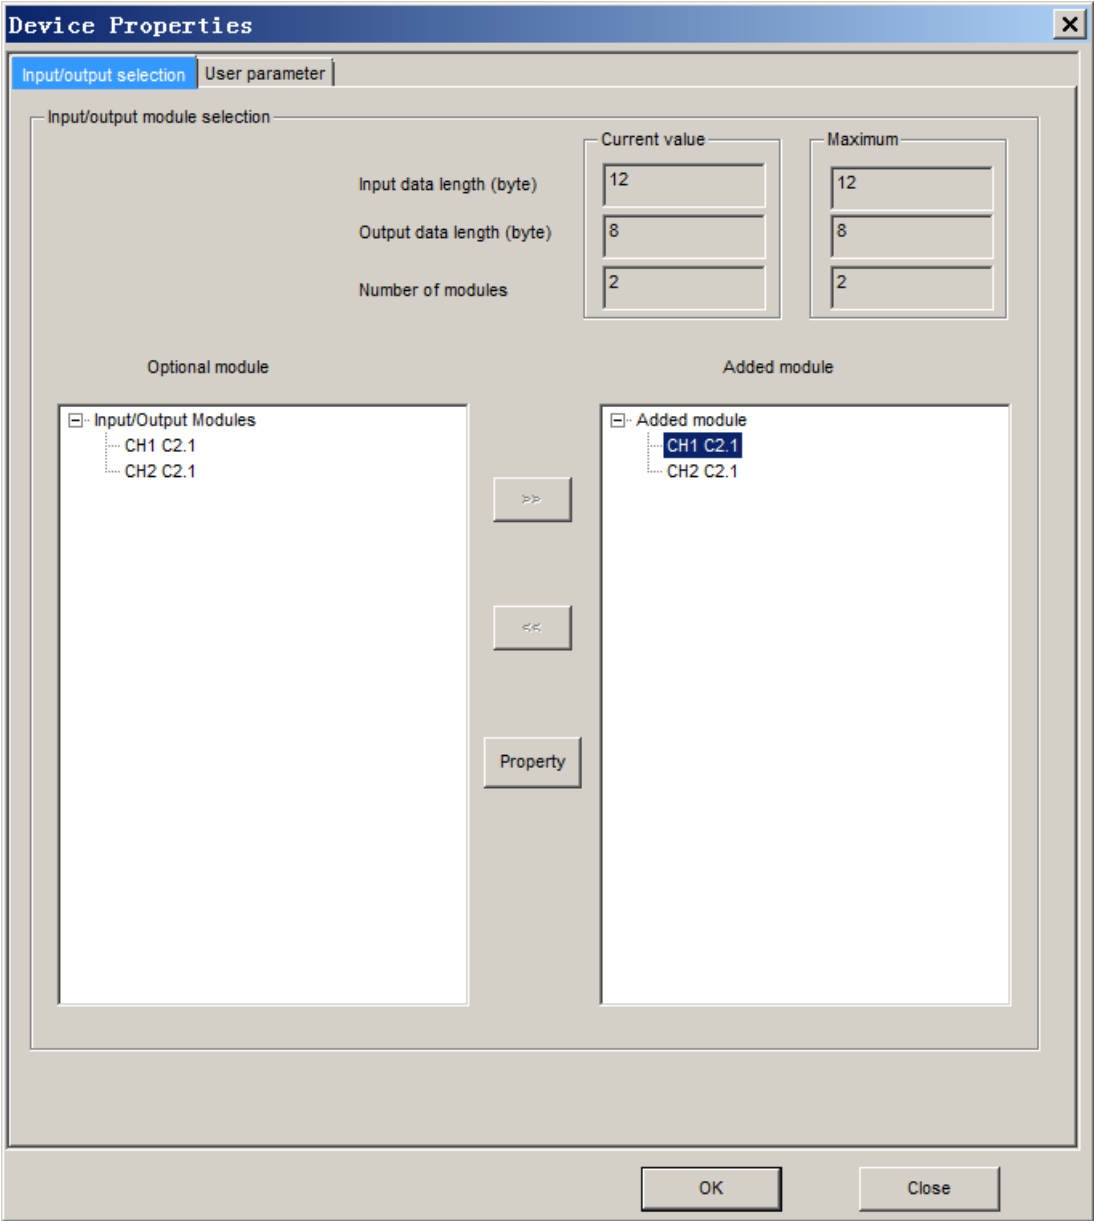 Device Properties
Input/output selection User parameter
Input/output module selection
Current value Maximum
Input data length (byte) 12 12
Output data length (byte) 8 8
Number of modules 2 2
Optional module Added module
Input/Output Modules Added module
CH1 C2.1 CH1 C2.1
CH2 C2.1 CH2 C2.1
>>
<<
Property
OK Close